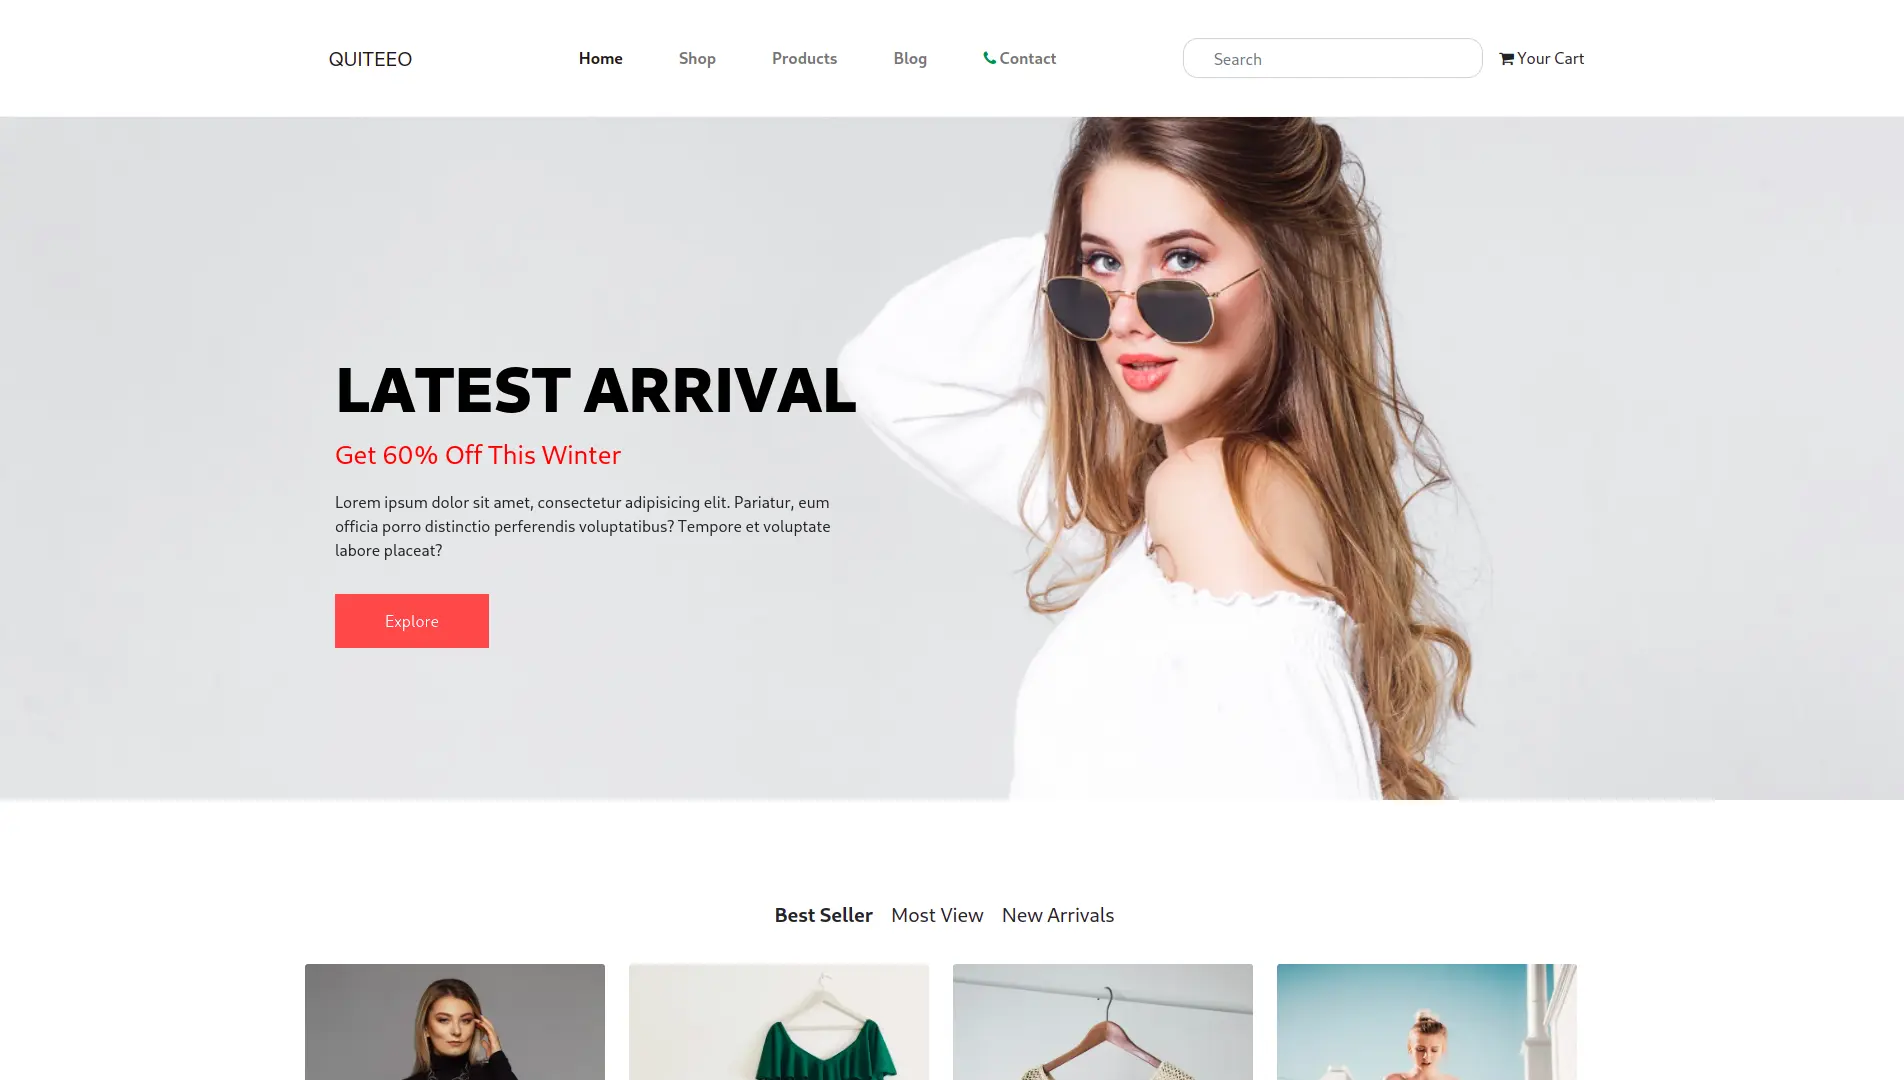 QUITEEO
Home
Shop
Products
Blog
Contact
Search
Your Cart
LATEST ARRIVAL
Get 60% Off This Winter
Lorem ipsum dolor sit amet, consectetur adipisicing elit. Pariatur, eum
officia porro distinctio perferendis voluptatibus? Tempore et voluptate
labore placeat?
Explore
Best Seller
Most View
New Arrivals